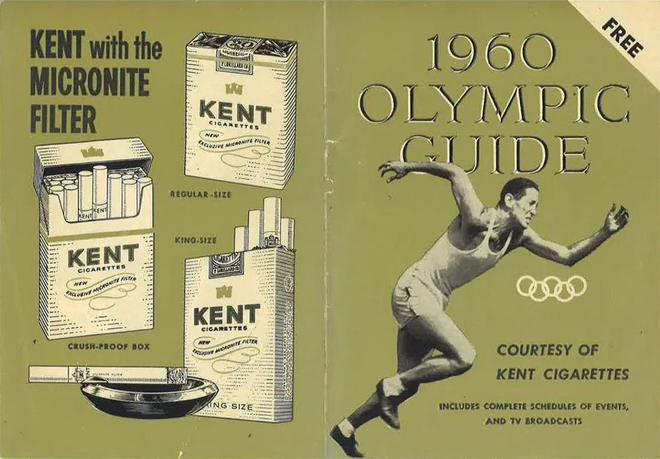 KENT with the
MICRONITE
FILTER
KENT
CIGARETTES
NEW
EXCLUSIVE MICRONITE FILTER
REGULAR-SIZE
KING-SIZE
KENT
KENT
KENT
CIGARETTES
NEW
EXCLUSIVE MICRONITE FILTER
CRUSH-PROOF BOX
KENT
CIGARETTES
NEW
EXCLUSIVE MICRONITE FILTER
KING SIZE
FREE
1960
OLYMPIC
GUIDE
COURTESY OF
KENT CIGARETTES
INCLUDES COMPLETE SCHEDULES OF EVENTS,
AND TV BROADCASTS